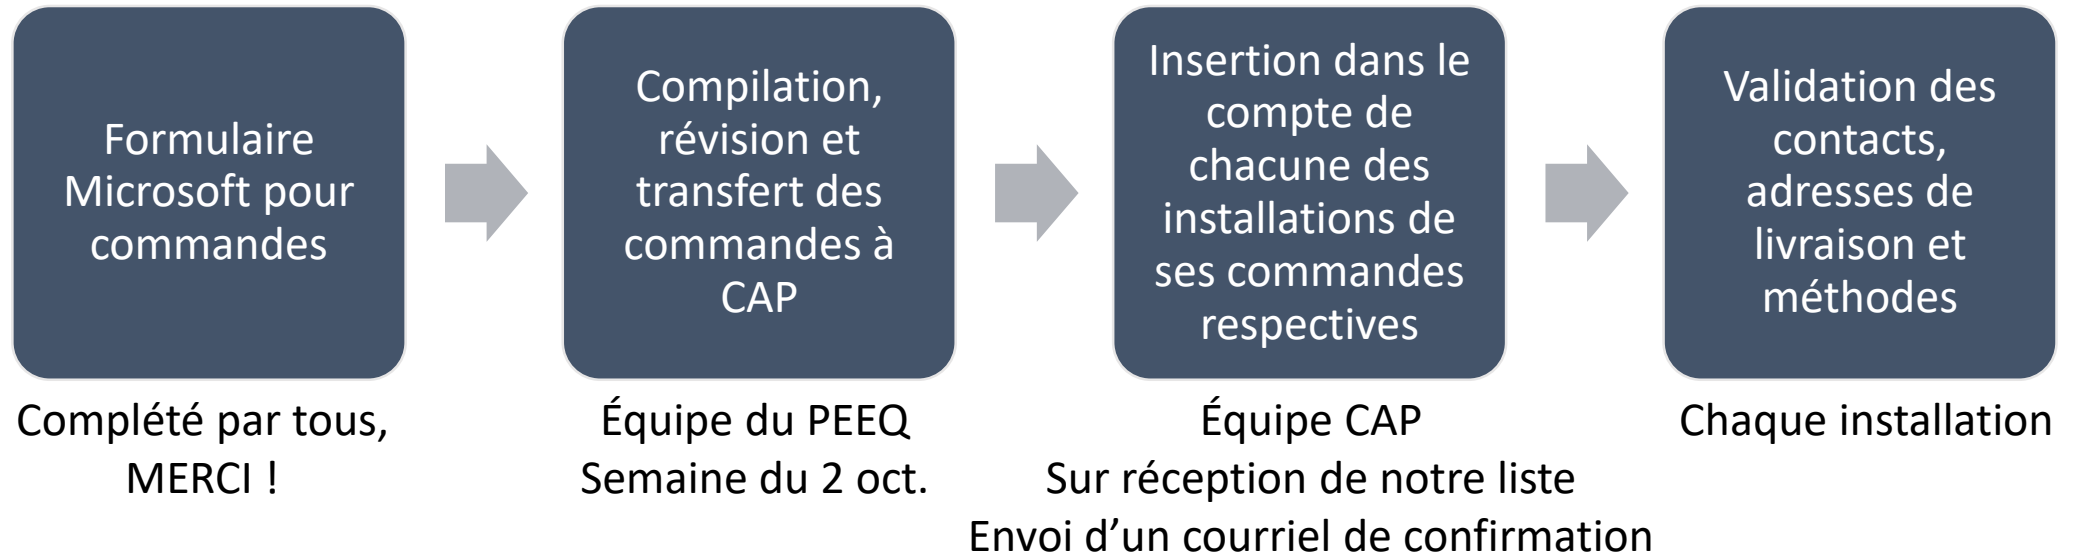 Formulaire
Microsoft pour
commandes
Complété par tous,
MERCI !
Compilation,
révision et
transfert des
commandes à
CAP
Équipe du PEEQ
Semaine du 2 oct.
Insertion dans le
compte de
chacune des
installations de
ses commandes
respectives
Équipe CAP
Sur réception de notre liste
Envoi d’un courriel de confirmation
Validation des
contacts,
adresses de
livraison et
méthodes
Chaque installation